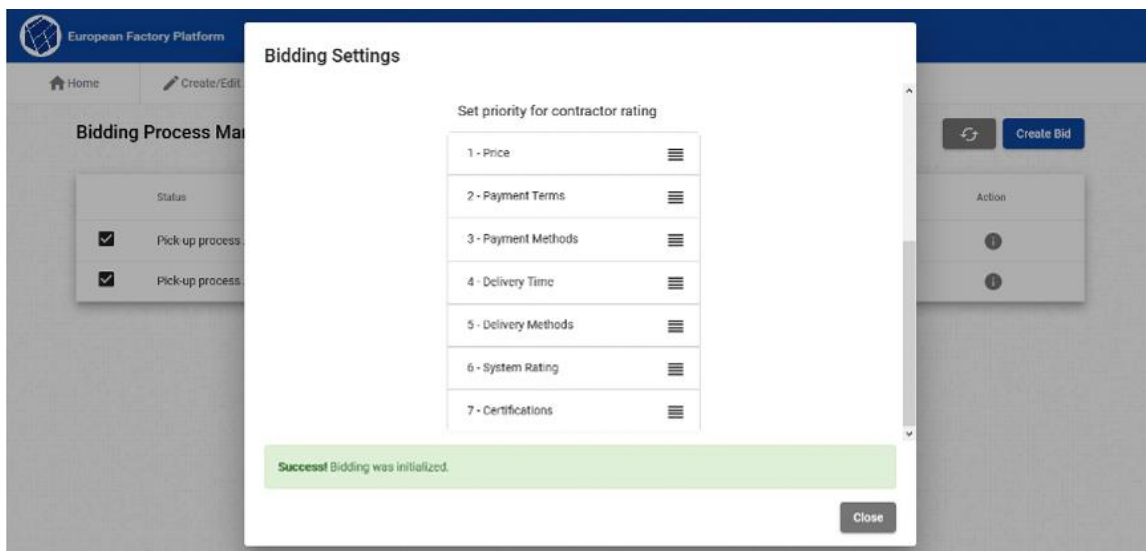 European Factory Platform
Bidding Settings
Home
Create/Edit
Set priority for contractor rating
Bidding Process Mar
Create Bid
1 - Price
Status
2 - Payment Terms
Action
Pick-up process
3 - Payment Methods
Pick-up process
4 - Delivery Time
5 - Delivery Methods
6 - System Rating
7 - Certifications
Success! Bidding was initialized.
Close